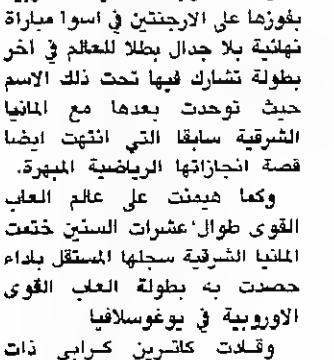 بفوزها على الارجنتين في اسوا مباراة
نهائية بلا جدال بطلا للعالم في اخر
بطولة تشارك فيها تحت ذلك الاسم
حيث توحدت بعدها مع المانيا
الشرقية سابقا التي انتهت ايضا
قصة انجازاتها الرياضية المبهرة.
وكما هيمنت على عالم العاب
القوى طوال عشرات السنين ختمت
المانيا الشرقية سجلها المستقل باداء
حصدت به بطولة العاب القوى
الاوروبية في يوغوسلافيا
وقادت كاترين كرابي ذات